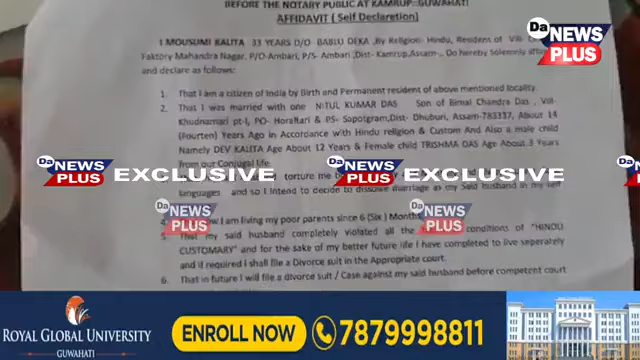 BEFORE THE NOTARY PUBLIC AT KAMRUP::GUWAHATI
AFFIDAVIT ( Self Declaration)
I MOUSUMI KALITA 33 YEARS D/O BABLU DEKA ,By Religion- Hindu, Resident of Vill-
Faktory Mahandra Nagar, P/O-Ambari, P/S- Ambari ,Dist- Kamrup,Assam-, Do hereby Solemnly
and declare as follows:
1. That I am a citizen of India by Birth and Permanent resident of above mentioned locality.
2. That I was married with one NITUL KUMAR DAS Son of Bimal Chandra Das , Vill-
Khudnamari pt-I, PO- HoraRari & PS- Sapotgram,Dist- Dhuburi, Assam-783337, About 14
(Fourten) Years Ago in Accordance with Hindu religion & Custom And Also a male child
Namely DEV KALITA Age About 12 Years & Female child TRISHMA DAS Age About 3 Years
from our Conjugal life.
torture me
languages and so I intend to decide to dissolve marriage as my Said husband in my self
4. I am living my poor parents since 6 (Six ) Months
5. That my said husband completely violated all the conditions of "HINDU
CUSTOMARY" and for the sake of my better future life I have completed to live seperately
and if required I shall file a Divorce suit in the Appropriate court.
6. That in future I will file a divorce suit / Case against my said husband before competent court
Da NEWS PLUS
Da NEWS PLUS EXCLUSIVE
Da NEWS PLUS EXCLUSIVE
Da NEWS PLUS
Da NEWS PLUS
ROYAL GLOBAL UNIVERSITY
GUWAHATI
ENROLL NOW
7879998811